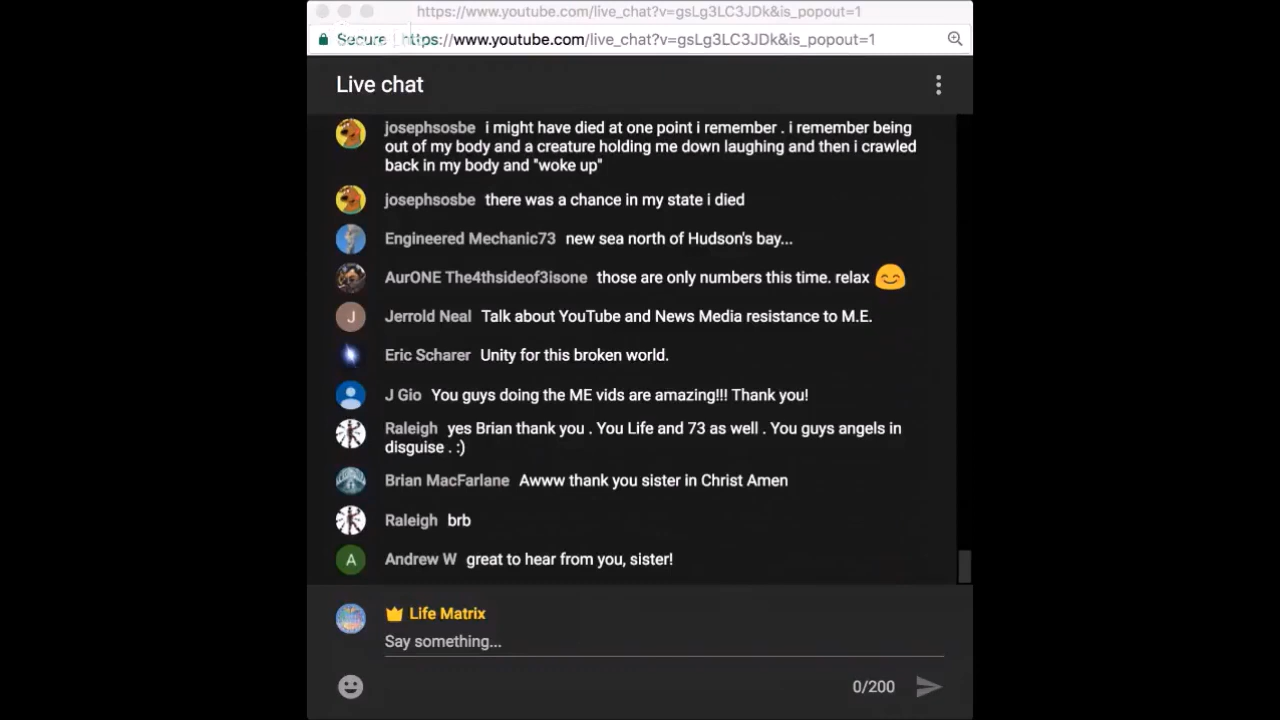 https://www.youtube.com/live_chat?v=gsLg3LC3JDk&is_popout=1
Secure https://www.youtube.com/live_chat?v=gsLg3LC3JDk&is_popout=1
Live chat
josephsosbe i might have died at one point i remember . i remember being
out of my body and a creature holding me down laughing and then i crawled
back in my body and "woke up"
josephsosbe there was a chance in my state i died
Engineered Mechanic73 new sea north of Hudson's bay...
AurONE The4thsideof3isone those are only numbers this time. relax 😊
J Jerrold Neal Talk about YouTube and News Media resistance to M.E.
Eric Scharer Unity for this broken world.
J Gio You guys doing the ME vids are amazing!!! Thank you!
Raleigh yes Brian thank you . You Life and 73 as well . You guys angels in
disguise . :)
Brian MacFarlane Awww thank you sister in Christ Amen
Raleigh brb
A Andrew W great to hear from you, sister!
Life Matrix
Say something...
0/200